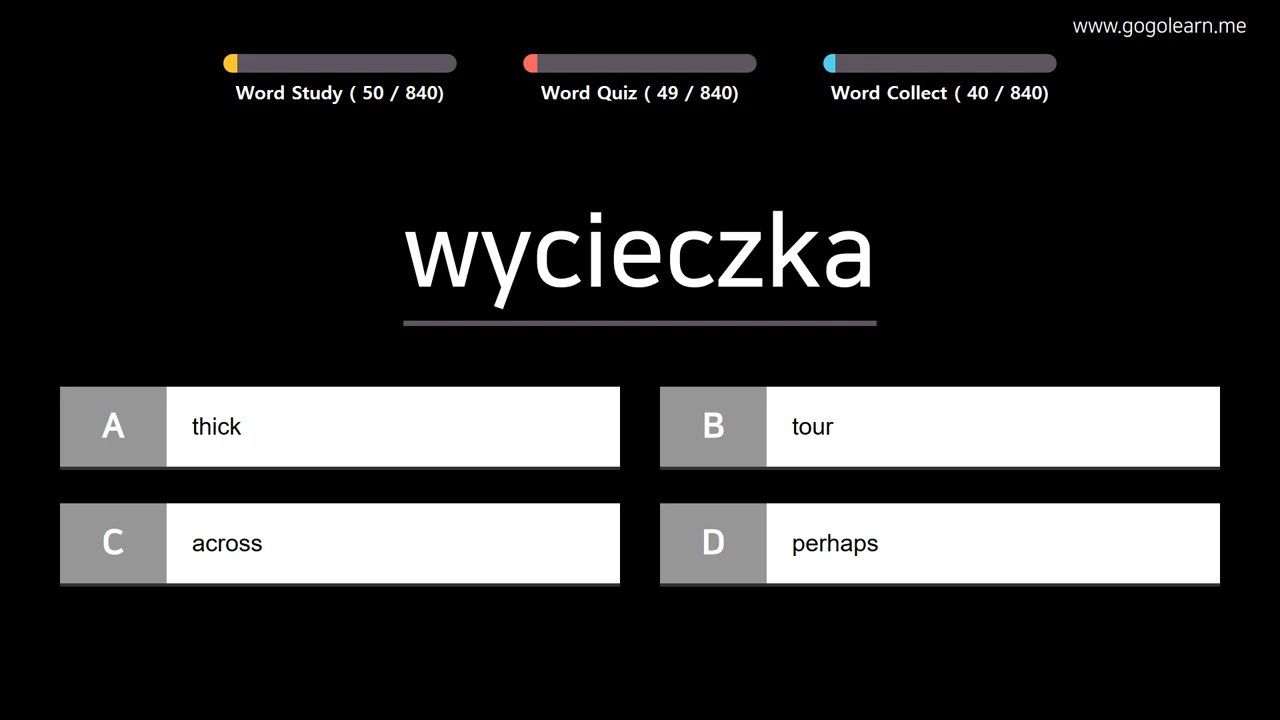 www.gogolearn.me
Word Study ( 50 / 840)
Word Quiz ( 49 / 840)
Word Collect ( 40 / 840)
wycieczka
A thick
B tour
C across
D perhaps